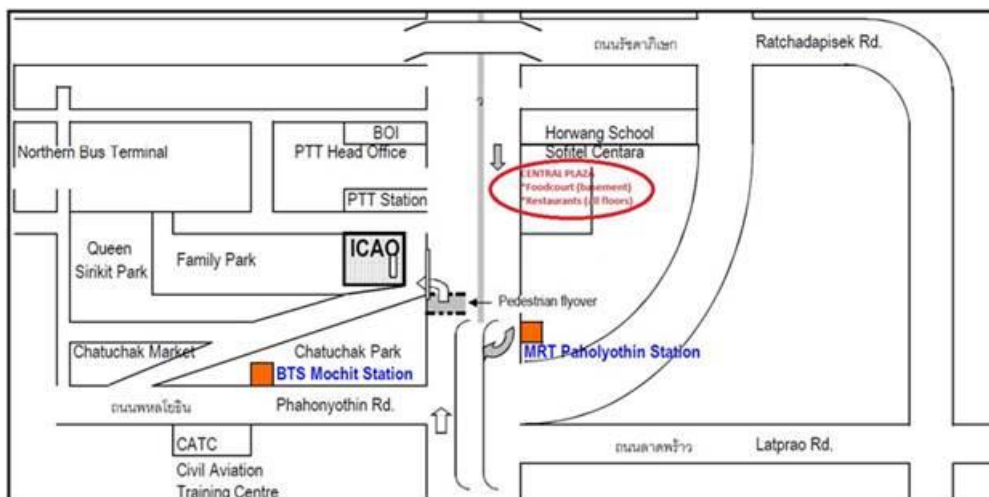 ถนนรัชดาภิเษก
Ratchadapisek Rd.
BOI
Horwang School
Northern Bus Terminal
PTT Head Office
Sofitel Centara
CENTRAL PLAZA
*Foodcourt (basement)
*Restaurants (all floors)
PTT Station
ICAO
Queen
Sirikit Park
Family Park
Pedestrian flyover
Chatuchak Market
Chatuchak Park
MRT Paholyothin Station
BTS Mochit Station
ถนนพหลโยธิน
Phahonyothin Rd.
CATC
ถนนลาดพร้าว
Latprao Rd.
Civil Aviation
Training Centre